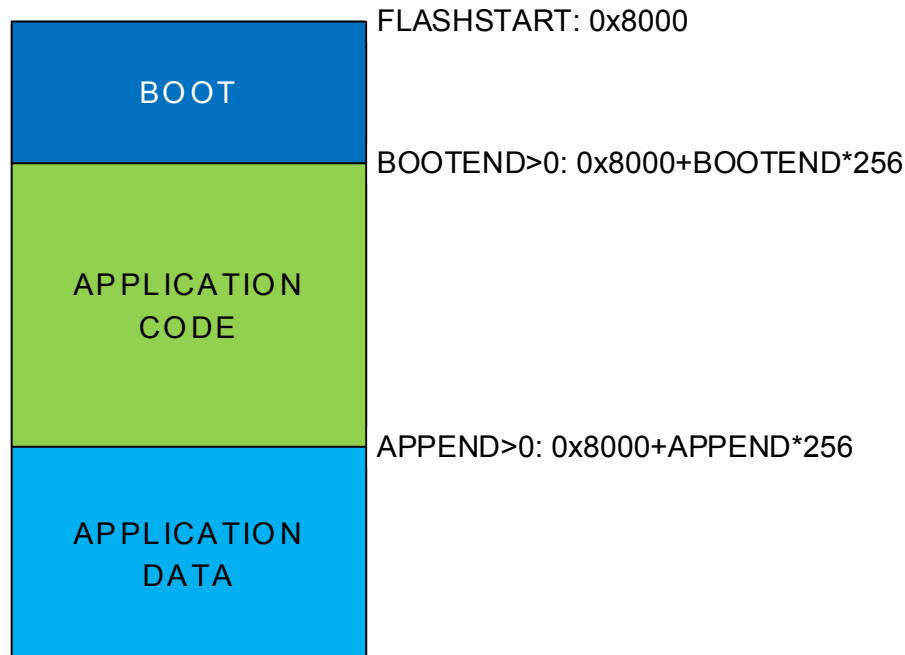 FLASHSTART: 0x8000
BOOT
BOOTEND>0: 0x8000+BOOTEND*256
APPLICATION
CODE
APPEND>0: 0x8000+APPEND*256
APPLICATION
DATA